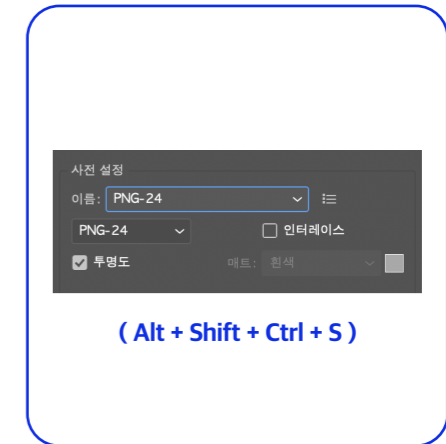 사전 설정
이름: PNG-24
PNG-24 인터레이스
투명도 매트: 흰색
( Alt + Shift + Ctrl + S )